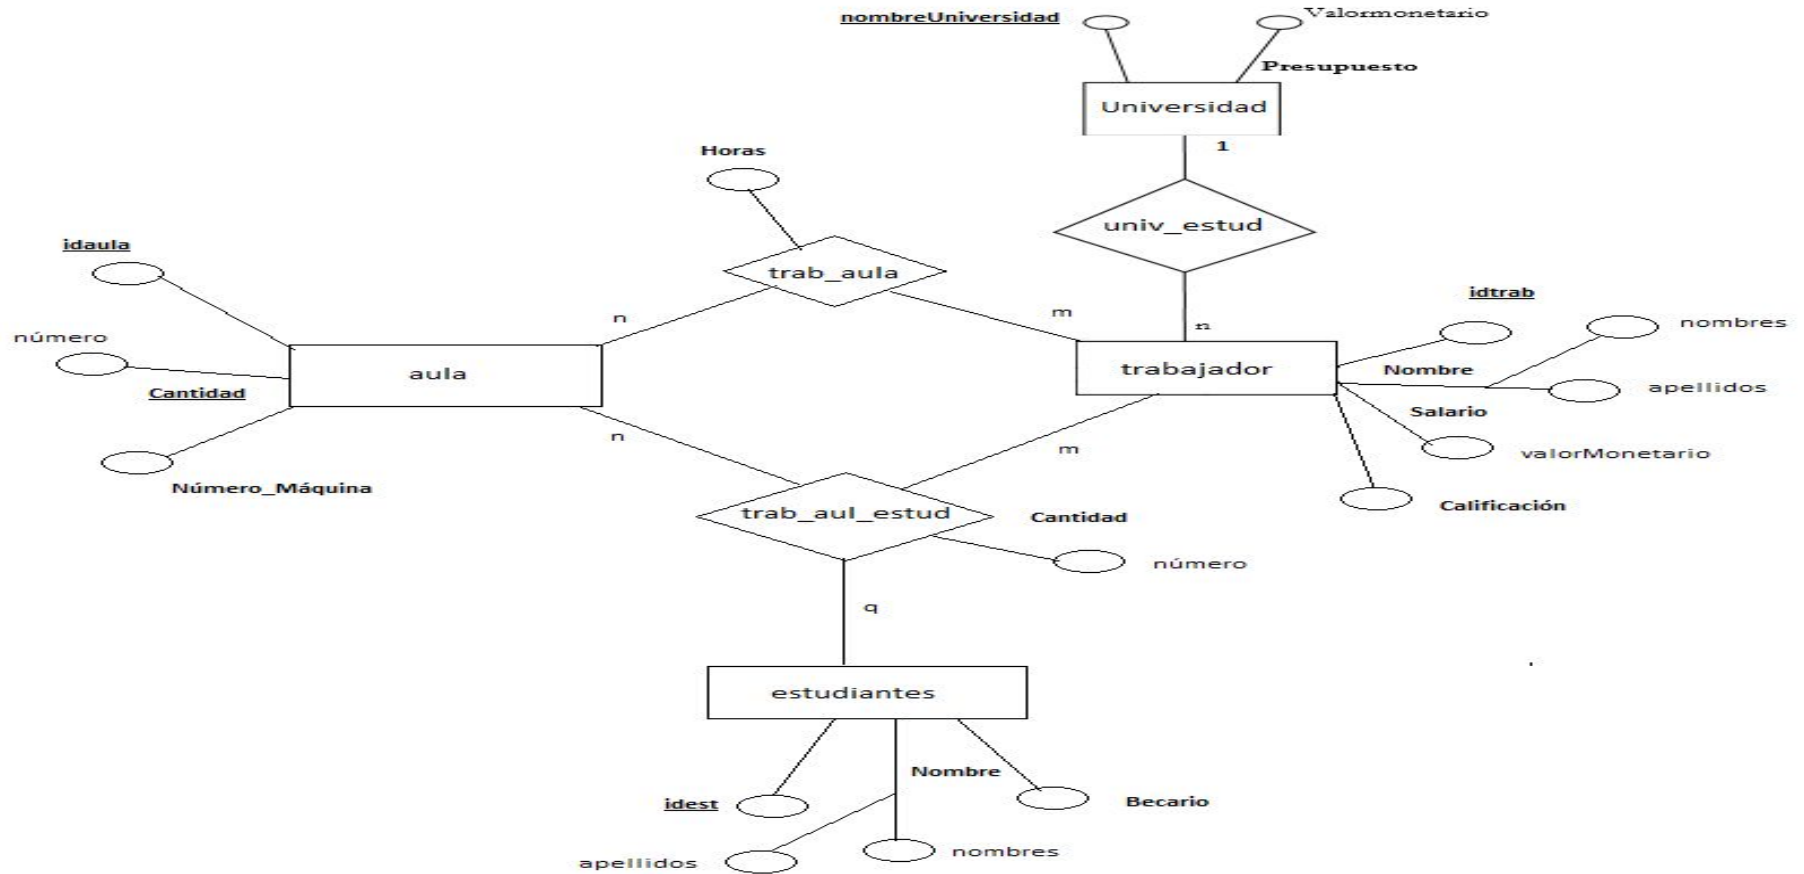 nombreUniversidad
Valormonetario
Presupuesto
Universidad
1
Horas
univ_estud
idaula
trab_aula
idtrab
n
m
n
nombres
número
aula
trabajador
Nombre
apellidos
Cantidad
Salario
n
m
valorMonetario
Número_Máquina
Calificación
trab_aul_estud
Cantidad
número
q
estudiantes
Nombre
idest
Becario
apellidos
nombres